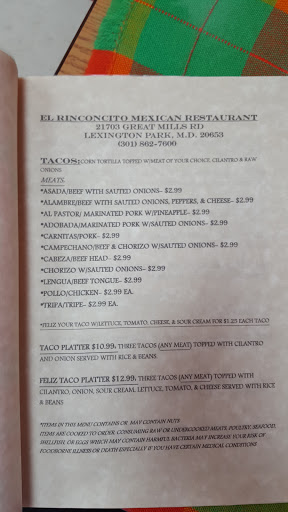 EL RINCONCITO MEXICAN RESTAURANT
21703 GREAT MILLS RD
LEXINGTON PARK, M.D. 20653
(301) 862-7600
TACOS: CORN TORTILLA TOPPED W/MEAT OF YOUR CHOICE, CILANTRO & RAW
ONIONS.
MEATS:
*ASADA/BEEF WITH SAUTED ONIONS- $2.99
*ALAMBRE/BEEF WITH SAUTED ONIONS, PEPPERS, & CHEESE- $2.99
*AL PASTOR/ MARINATED PORK W/PINEAPPLE- $2.99
*ADOBADA/MARINATED PORK W/SAUTED ONIONS- $2.99
*CARNITAS/PORK- $2.99
*CAMPECHANO/BEEF & CHORIZO W/SAUTED ONIONS- $2.99
*CABEZA/BEEF HEAD- $2.99
*CHORIZO W/SAUTED ONIONS- $2.99
*LENGUA/BEEF TONGUE- $2.99
*POLLO/CHICKEN- $2.99 EA.
*TRIPA/TRIPE- $2.99 EA.
*FELIZ YOUR TACO W/LETTUCE, TOMATO, CHEESE, & SOUR CREAM FOR $1.25 EACH TACO
TACO PLATTER $10.99: THREE TACOS (ANY MEAT) TOPPED WITH CILANTRO
AND ONION SERVED WITH RICE & BEANS.
FELIZ TACO PLATTER $12.99: THREE TACOS (ANY MEAT) TOPPED WITH
CILANTRO, ONION, SOUR CREAM, LETTUCE, TOMATO, & CHEESE SERVED WITH RICE
& BEANS
*ITEMS IN THIS MENU CONTAINS OR MAY CONTAIN NUTS
ITEMS ARE COOKED TO ORDER. CONSUMING RAW OR UNDERCOOKED MEATS, POULTRY, SEAFOOD,
SHELLFISH, OR EGGS WHICH MAY CONTAIN HARMFUL BACTERIA MAY INCREASE YOUR RISK OF
FOODBORNE ILLNESS OR DEATH ESPECIALLY IF YOU HAVE CERTAIN MEDICAL CONDITIONS